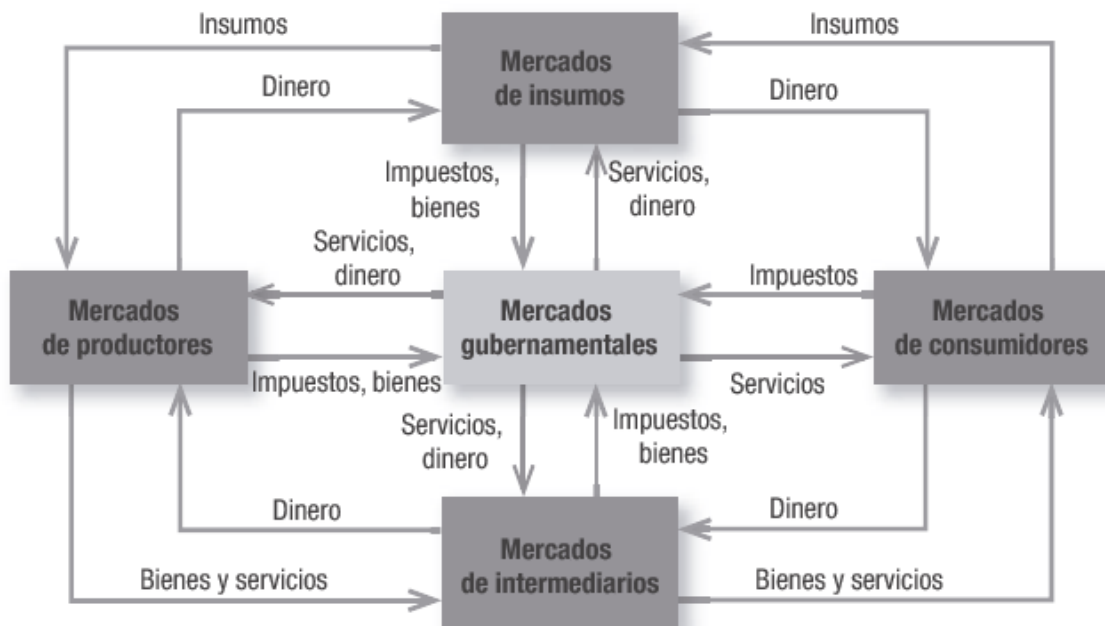 Insumos
Insumos
Mercados
de insumos
Dinero
Dinero
Impuestos,
bienes
Servicios,
dinero
Servicios,
dinero
Impuestos
Mercados
de productores
Mercados
gubernamentales
Mercados
de consumidores
Impuestos, bienes
Servicios
Servicios,
dinero
Impuestos,
bienes
Dinero
Dinero
Mercados
de intermediarios
Bienes y servicios
Bienes y servicios